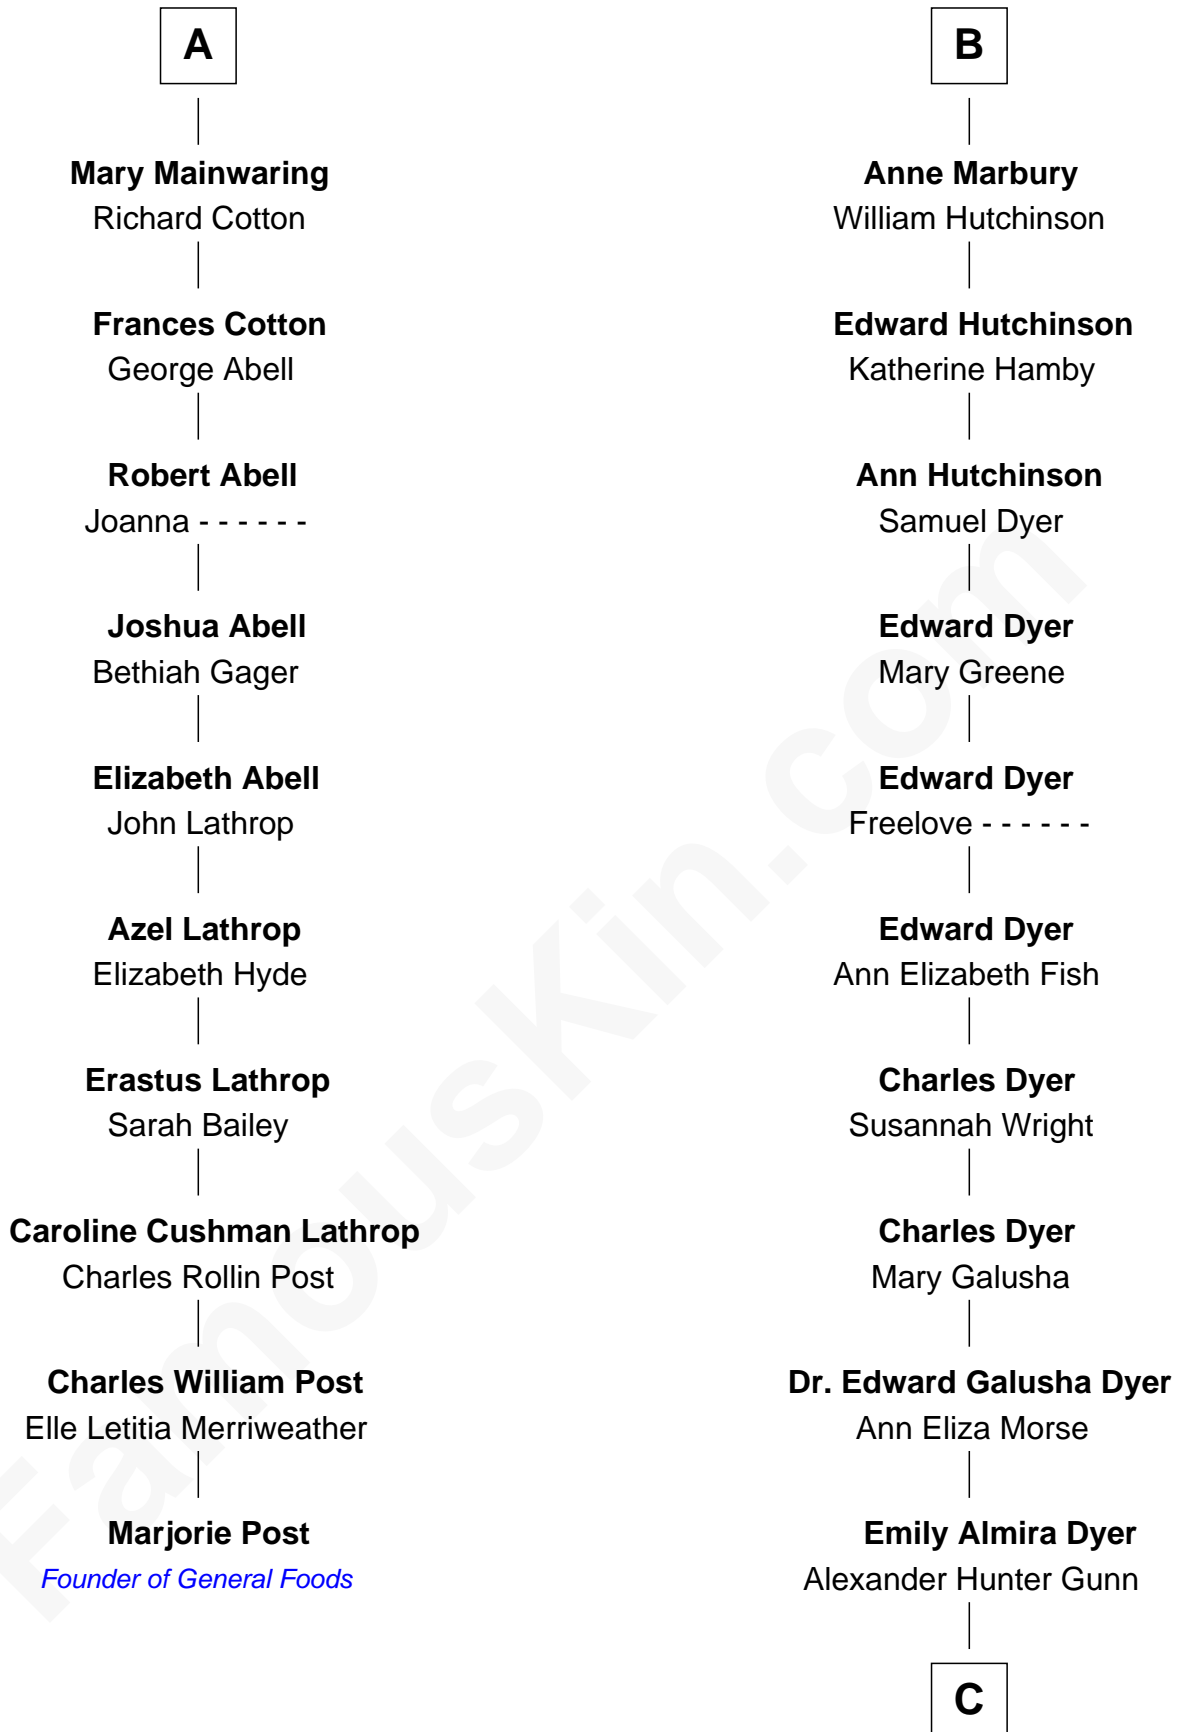 A
Mary Mainwaring
Richard Cotton
Frances Cotton
George Abell
Robert Abell
Joanna - - - - - -
Joshua Abell
Bethiah Gager
Elizabeth Abell
John Lathrop
Azel Lathrop
Elizabeth Hyde
Erastus Lathrop
Sarah Bailey
Caroline Cushman Lathrop
Charles Rollin Post
Charles William Post
Elle Letitia Merriweather
Marjorie Post
Founder of General Foods
B
Anne Marbury
William Hutchinson
Edward Hutchinson
Katherine Hamby
Ann Hutchinson
Samuel Dyer
Edward Dyer
Mary Greene
Edward Dyer
Freelove - - - - - -
Edward Dyer
Ann Elizabeth Fish
Charles Dyer
Susannah Wright
Charles Dyer
Mary Galusha
Dr. Edward Galusha Dyer
Ann Eliza Morse
Emily Almira Dyer
Alexander Hunter Gunn
C
FamousKin.com